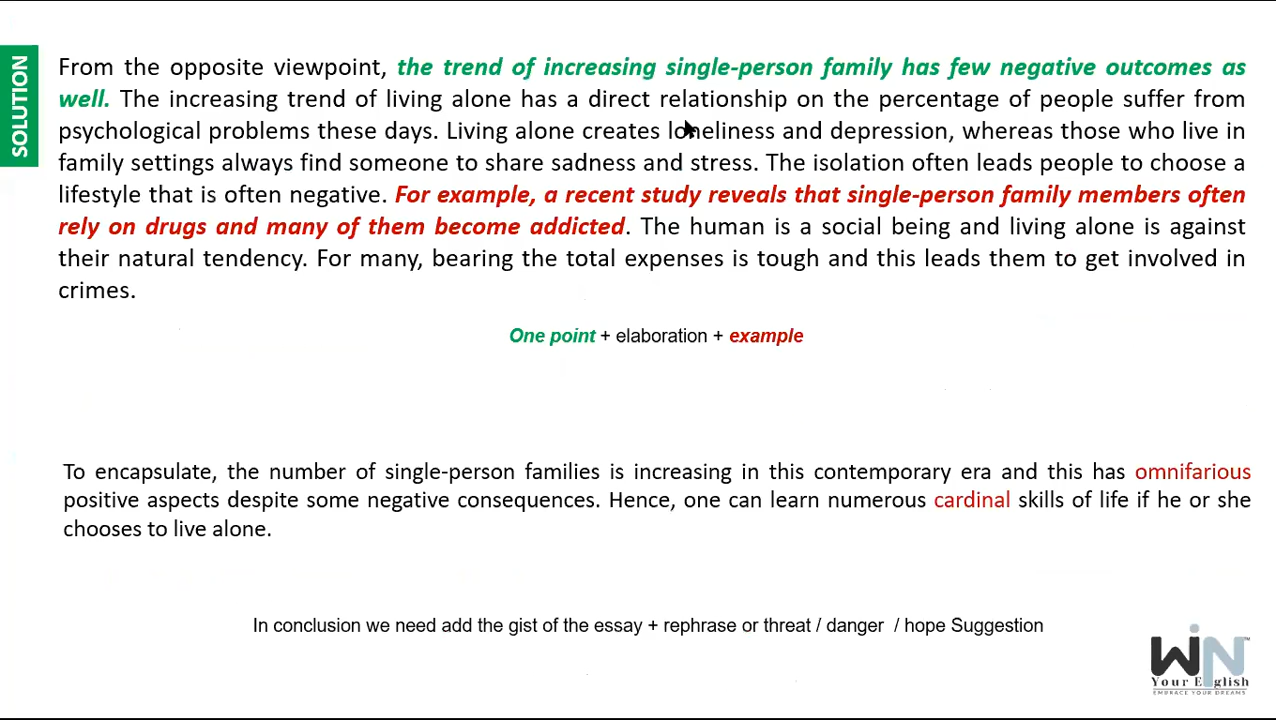 SOLUTION
From the opposite viewpoint, the trend of increasing single-person family has few negative outcomes as
well. The increasing trend of living alone has a direct relationship on the percentage of people suffer from
psychological problems these days. Living alone creates loneliness and depression, whereas those who live in
family settings always find someone to share sadness and stress. The isolation often leads people to choose a
lifestyle that is often negative. For example, a recent study reveals that single-person family members often
rely on drugs and many of them become addicted. The human is a social being and living alone is against
their natural tendency. For many, bearing the total expenses is tough and this leads them to get involved in
crimes.
One point + elaboration + example
To encapsulate, the number of single-person families is increasing in this contemporary era and this has omnifarious
positive aspects despite some negative consequences. Hence, one can learn numerous cardinal skills of life if he or she
chooses to live alone.
In conclusion we need add the gist of the essay + rephrase or threat / danger / hope Suggestion
WiN
TM
Your English
EMBRACE YOUR DREAMS